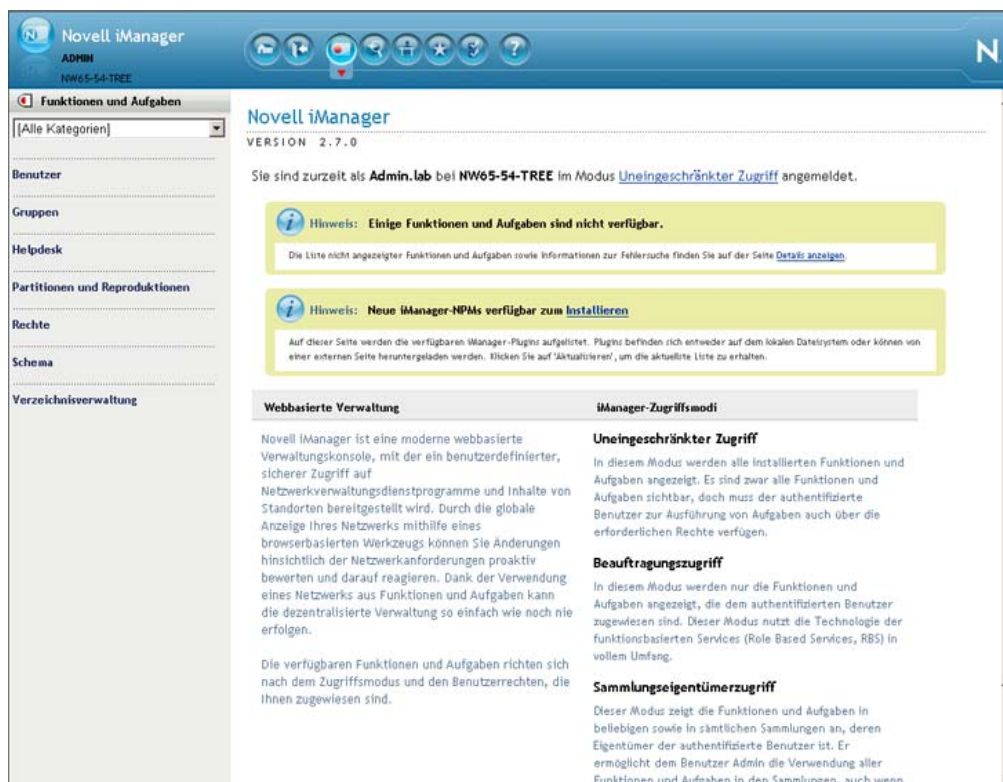 Novell iManager
ADMIN
NW65-54-TREE
N
Funktionen und Aufgaben
[Alle Kategorien]
Benutzer
Gruppen
Helpdesk
Partitionen und Reproduktionen
Rechte
Schema
Verzeichnisverwaltung
Novell iManager
VERSION 2.7.0
Sie sind zurzeit als Admin.lab bei NW65-54-TREE im Modus Uneingeschränkter Zugriff angemeldet.
Hinweis: Einige Funktionen und Aufgaben sind nicht verfügbar.
Die Liste nicht angezeigter Funktionen und Aufgaben sowie Informationen zur Fehlersuche finden Sie auf der Seite Details anzeigen.
Hinweis: Neue iManager-NPMs verfügbar zum Installieren
Auf dieser Seite werden die verfügbaren iManager-Plugins aufgelistet. Plugins befinden sich entweder auf dem lokalen Dateisystem oder können von
einer externen Seite heruntergeladen werden. Klicken Sie auf 'Aktualisieren', um die aktuellste Liste zu erhalten.
Webbasierte Verwaltung
Novell iManager ist eine moderne webbasierte
Verwaltungskonsole, mit der ein benutzerdefinierter,
sicherer Zugriff auf
Netzwerkverwaltungsdienstprogramme und Inhalte von
Standorten bereitgestellt wird. Durch die globale
Anzeige Ihres Netzwerks mithilfe eines
browserbasierten Werkzeugs können Sie Änderungen
hinsichtlich der Netzwerkanforderungen proaktiv
bewerten und darauf reagieren. Dank der Verwendung
eines Netzwerks aus Funktionen und Aufgaben kann
die dezentralisierte Verwaltung so einfach wie noch nie
erfolgen.
Die verfügbaren Funktionen und Aufgaben richten sich
nach dem Zugriffsmodus und den Benutzerrechten, die
Ihnen zugewiesen sind.
iManager-Zugriffsmodi
Uneingeschränkter Zugriff
In diesem Modus werden alle installierten Funktionen und
Aufgaben angezeigt. Es sind zwar alle Funktionen und
Aufgaben sichtbar, doch muss der authentifizierte
Benutzer zur Ausführung von Aufgaben auch über die
erforderlichen Rechte verfügen.
Beauftragungszugriff
In diesem Modus werden nur die Funktionen und
Aufgaben angezeigt, die dem authentifizierten Benutzer
zugewiesen sind. Dieser Modus nutzt die Technologie der
funktionsbasierten Services (Role Based Services, RBS) in
vollem Umfang.
Sammlungseigentümerzugriff
Dieser Modus zeigt die Funktionen und Aufgaben in
beliebigen sowie in sämtlichen Sammlungen an, deren
Eigentümer der authentifizierte Benutzer ist. Er
ermöglicht dem Benutzer Admin die Verwendung aller
Funktionen und Aufgaben in den Sammlungen, auch wenn